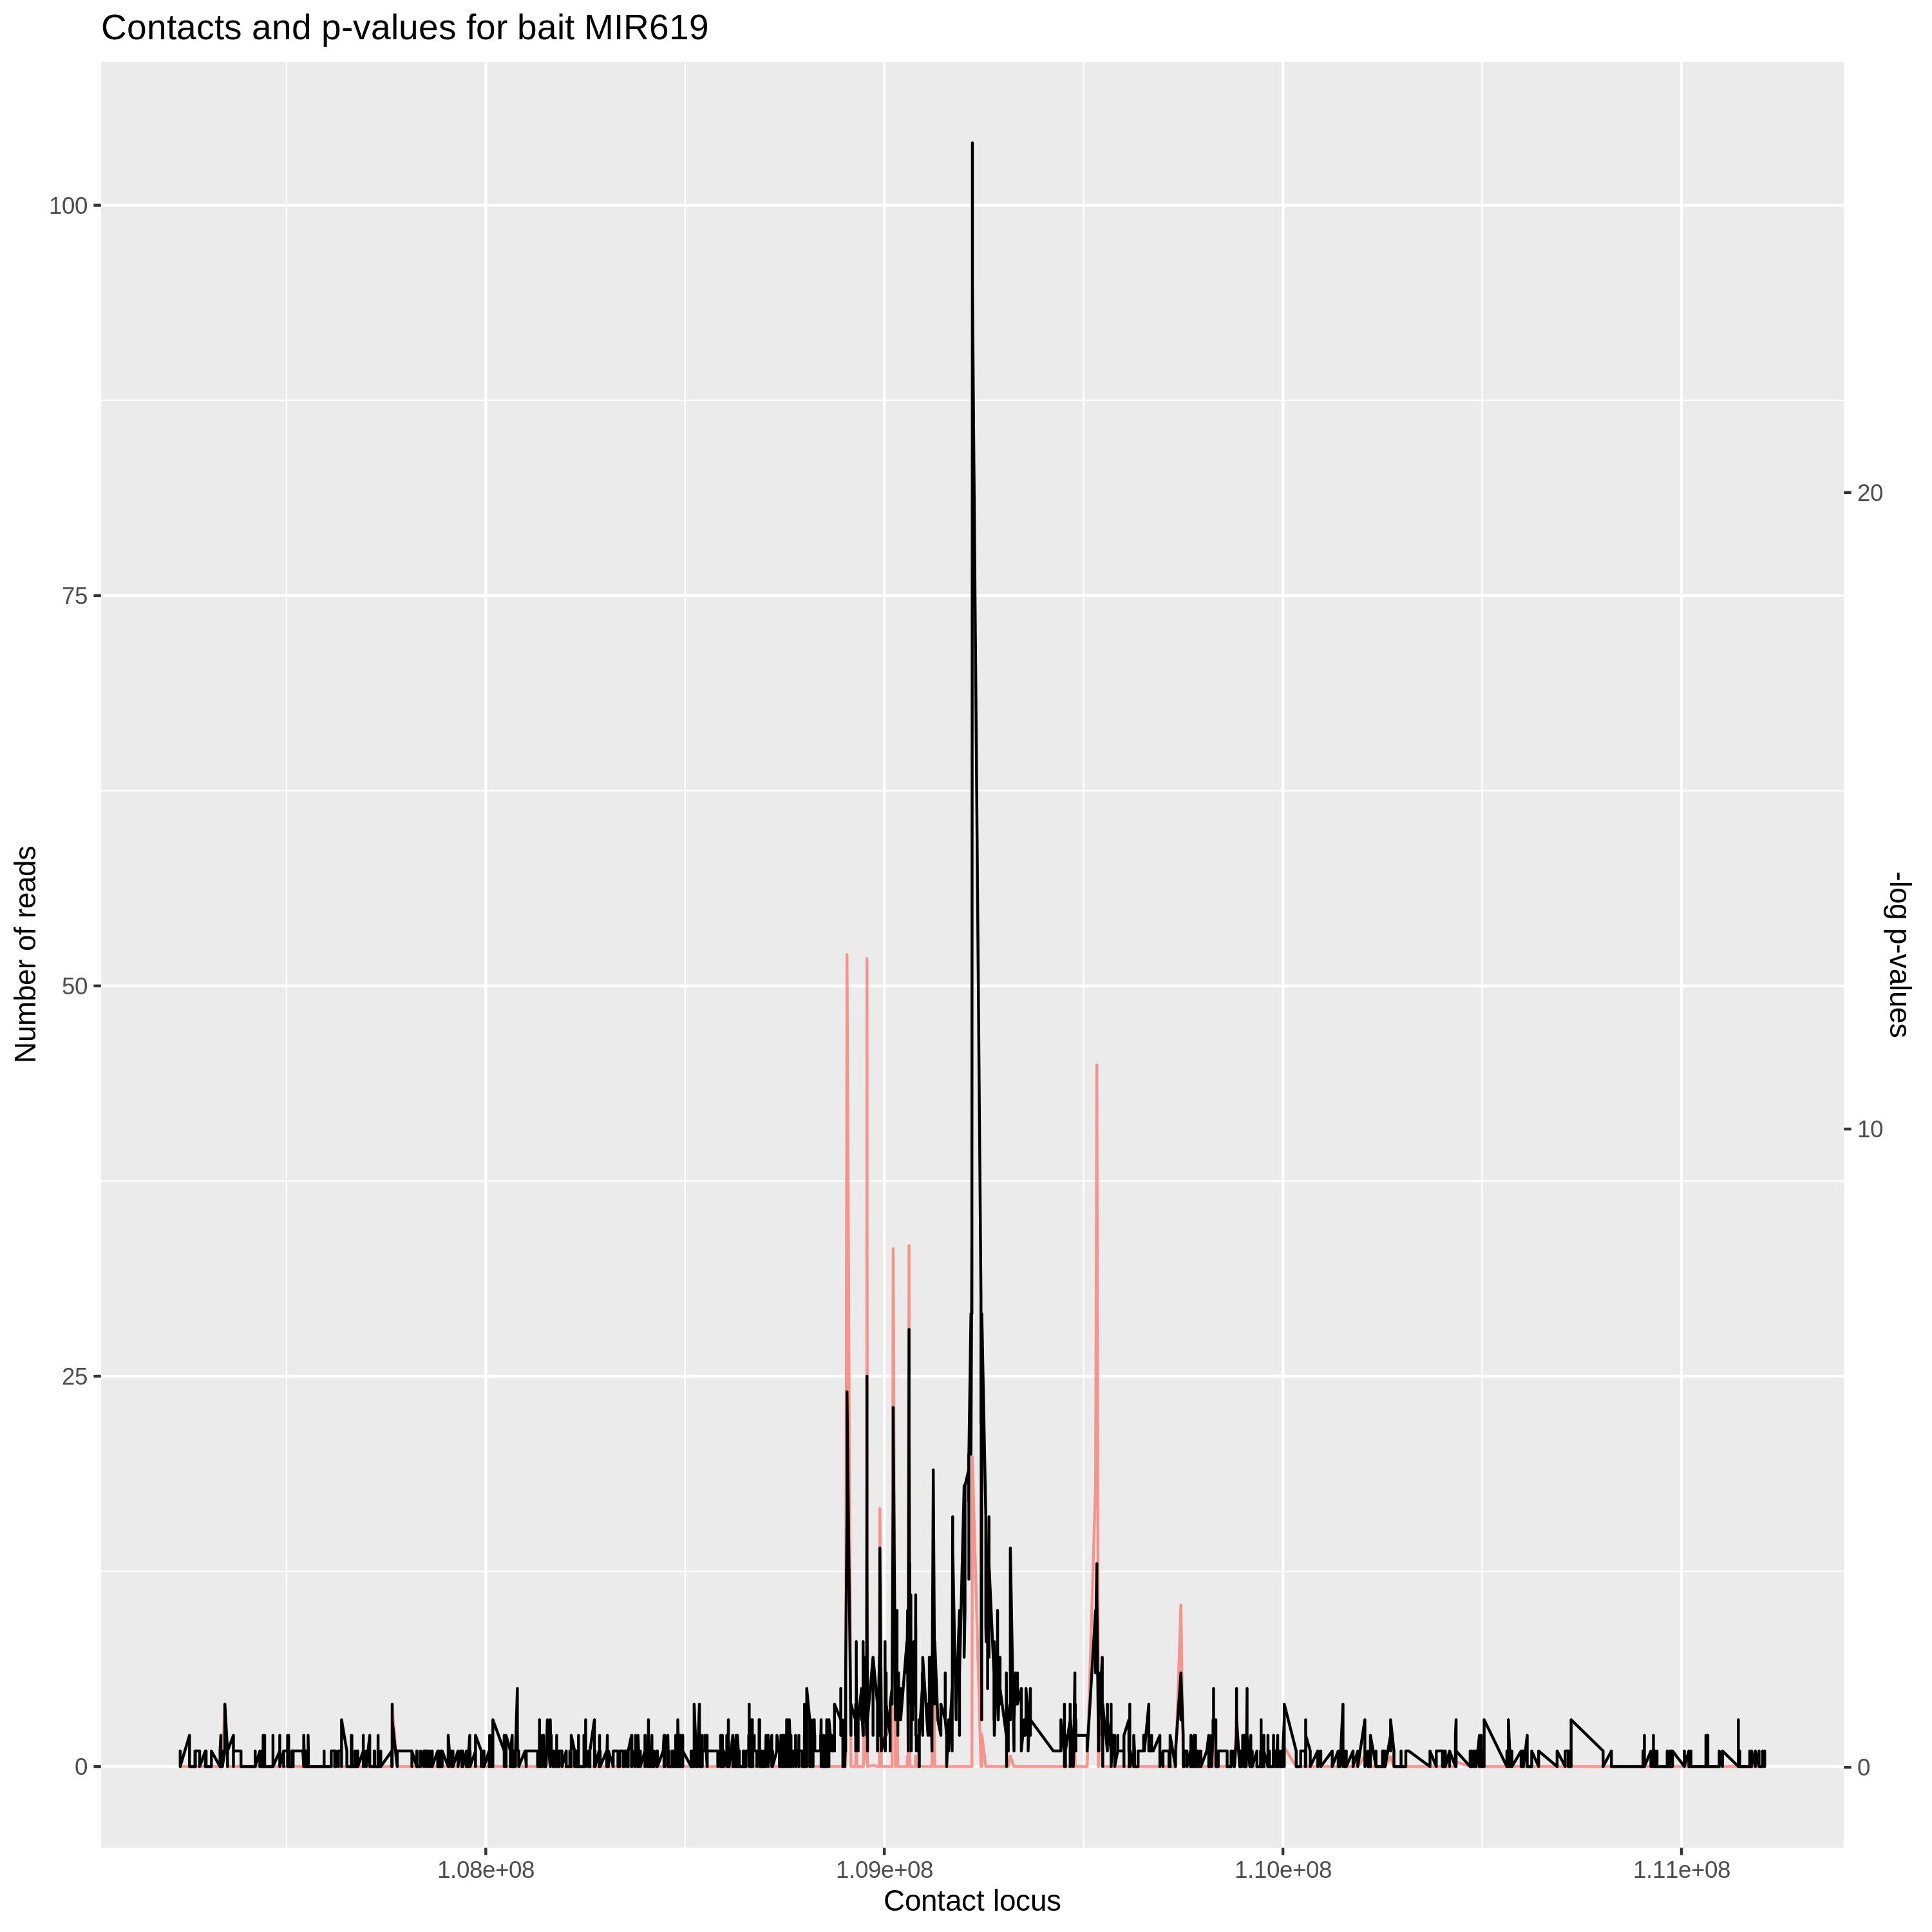 Contacts and p-values for bait MIR619
100
75
50
25
0
Number of reads
20
10
0
-log p-values
1.08e+08
1.09e+08
1.10e+08
1.11e+08
Contact locus